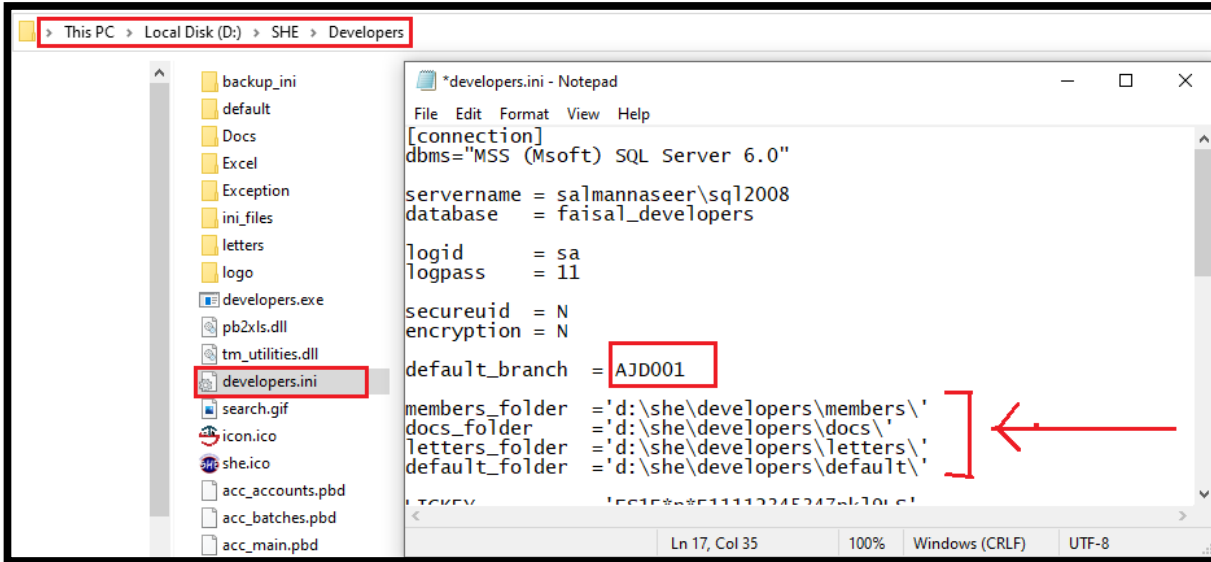 This PC > Local Disk (D:) > SHE > Developers
backup_ini
default
Docs
Excel
Exception
ini_files
letters
logo
developers.exe
pb2xls.dll
tm_utilities.dll
developers.ini
search.gif
icon.ico
she.ico
acc_accounts.pbd
acc_batches.pbd
acc_main.pbd
*developers.ini - Notepad
File Edit Format View Help
[connection]
dbms="MSS (Msoft) SQL Server 6.0"
servername = salmannaseer\sql2008
database = faisal_developers
logid = sa
logpass = 11
secureuid = N
encryption = N
default_branch = AJD001
members_folder ='d:\she\developers\members\'
docs_folder ='d:\she\developers\docs\'
letters_folder ='d:\she\developers\letters\'
default_folder ='d:\she\developers\default\'
Ln 17, Col 35 100% Windows (CRLF) UTF-8